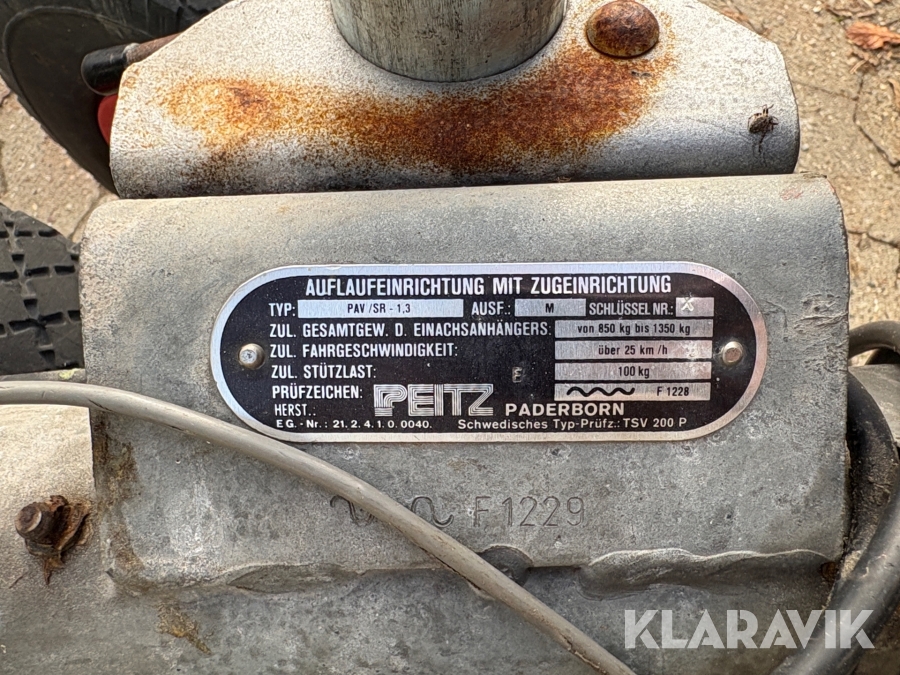 AUFLAUFEINRICHTUNG MIT ZUGEINRICHTUNG
TYP: PAV/SR - 1,3 AUSF.: M SCHLÜSSEL NR.: X
ZUL. GESAMTGEW. D. EINACHSANHÄNGERS: von 850 kg bis 1350 kg
ZUL. FAHRGESCHWINDIGKEIT: über 25 km/h
ZUL. STÜTZLAST: E 100 kg
PRÜFZEICHEN: F 1228
HERST.: PEITZ PADERBORN
EG.-Nr.: 21.2.4.1.0.0040. Schwedisches Typ-Prüfz.: TSV 200 P
F 1229
KLARAVIK